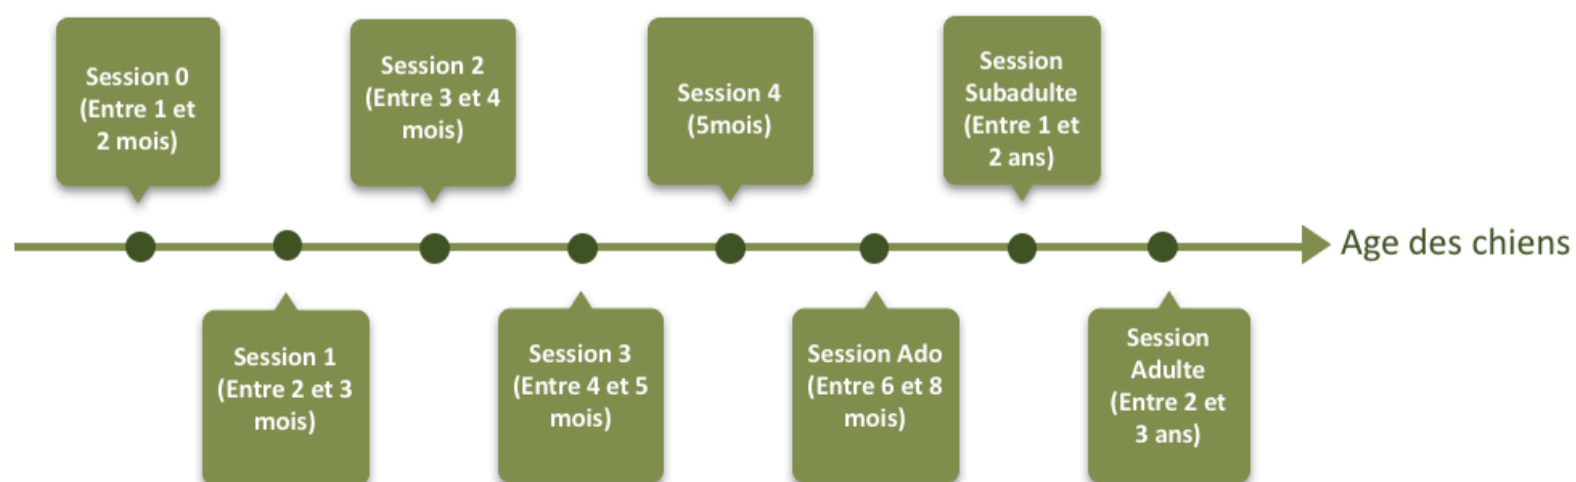 Session 0
(Entre 1 et
2 mois)
Session 2
(Entre 3 et 4
mois)
Session 4
(5mois)
Session
Subadulte
(Entre 1 et
2 ans)
Age des chiens
Session 1
(Entre 2 et 3
mois)
Session 3
(Entre 4 et 5
mois)
Session Ado
(Entre 6 et 8
mois)
Session
Adulte
(Entre 2 et
3 ans)